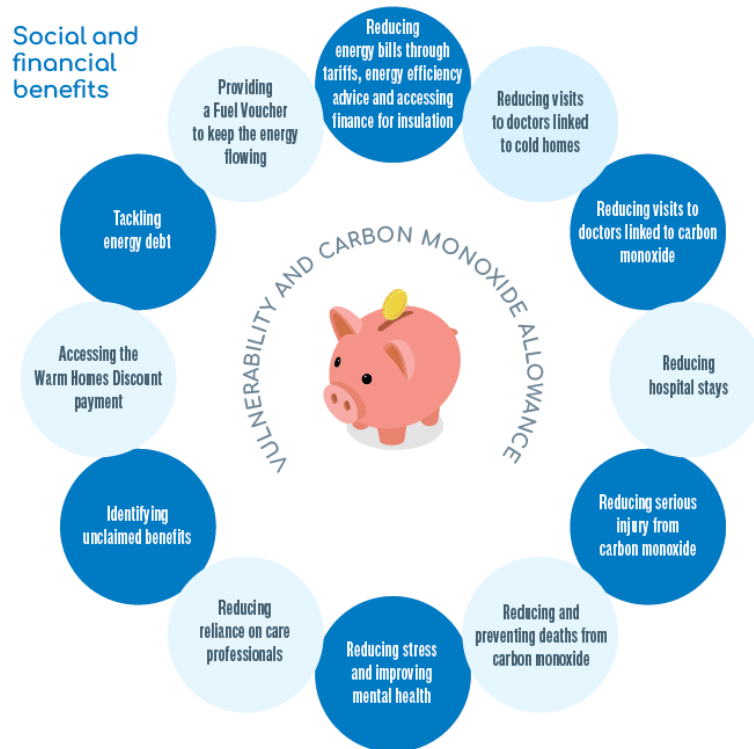 Social and
financial
benefits
Reducing
energy bills through
tariffs, energy efficiency
advice and accessing
finance for insulation
Reducing visits
to doctors linked
to cold homes
Reducing visits to
doctors linked to carbon
monoxide
Reducing
hospital stays
Reducing serious
injury from
carbon monoxide
Reducing and
preventing deaths from
carbon monoxide
Reducing stress
and improving
mental health
Reducing
reliance on care
professionals
Identifying
unclaimed benefits
Accessing the
Warm Homes Discount
payment
Tackling
energy debt
Providing
a Fuel Voucher
to keep the energy
flowing
VULNERABILITY AND CARBON MONOXIDE ALLOWANCE